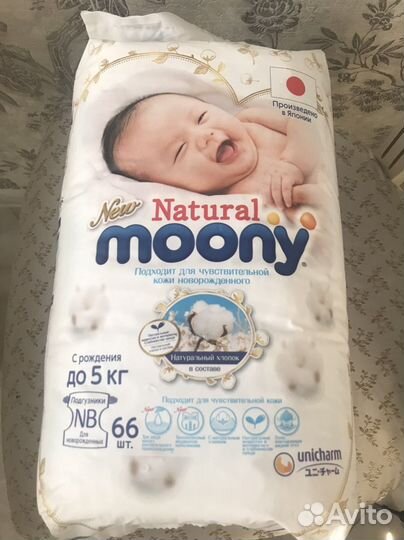 Произведено
в Японии
New
Natural
moony
Подходит для чувствительной
кожи новорожденного
Натуральный хлопок
в составе
С рождения
до 5 кг
Подгузники
NB
Для
новорожденных
66
шт.
Подходит для чувствительной кожи
unicharm
ユニ・チャーム
Avito